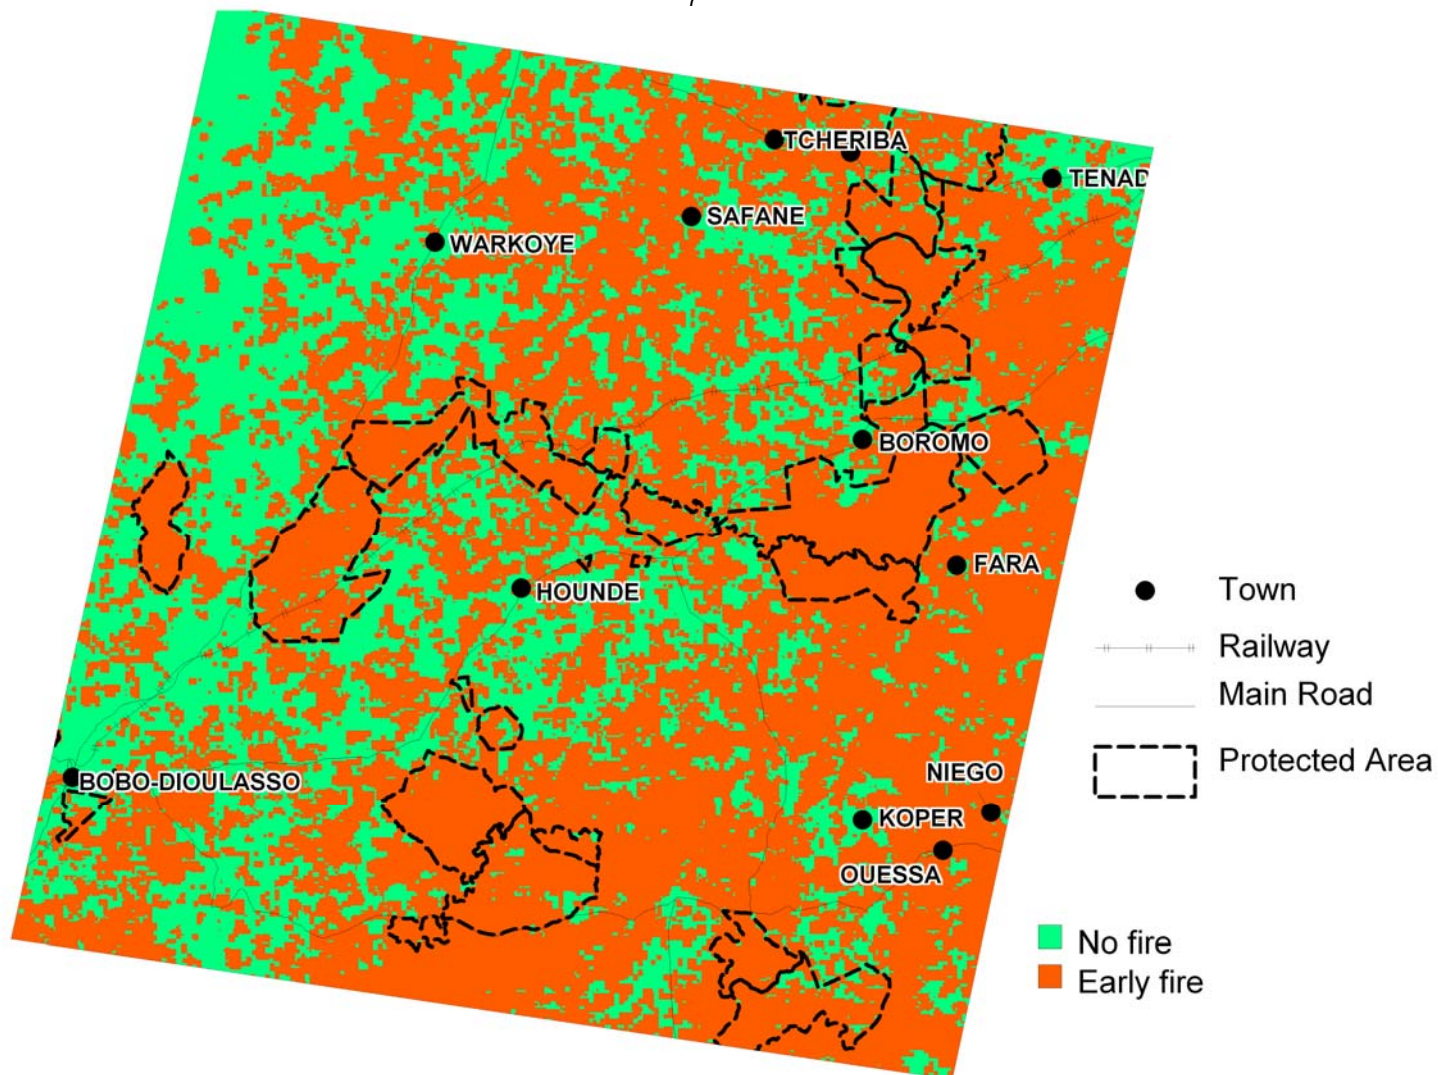 TCHERIBA
TENAD
SAFANE
WARKOYE
BOROMO
FARA
HOUNDE
Town
Railway
Main Road
Protected Area
NIEGO
BOBO-DIOULASSO
KOPER
OUESSA
No fire
Early fire